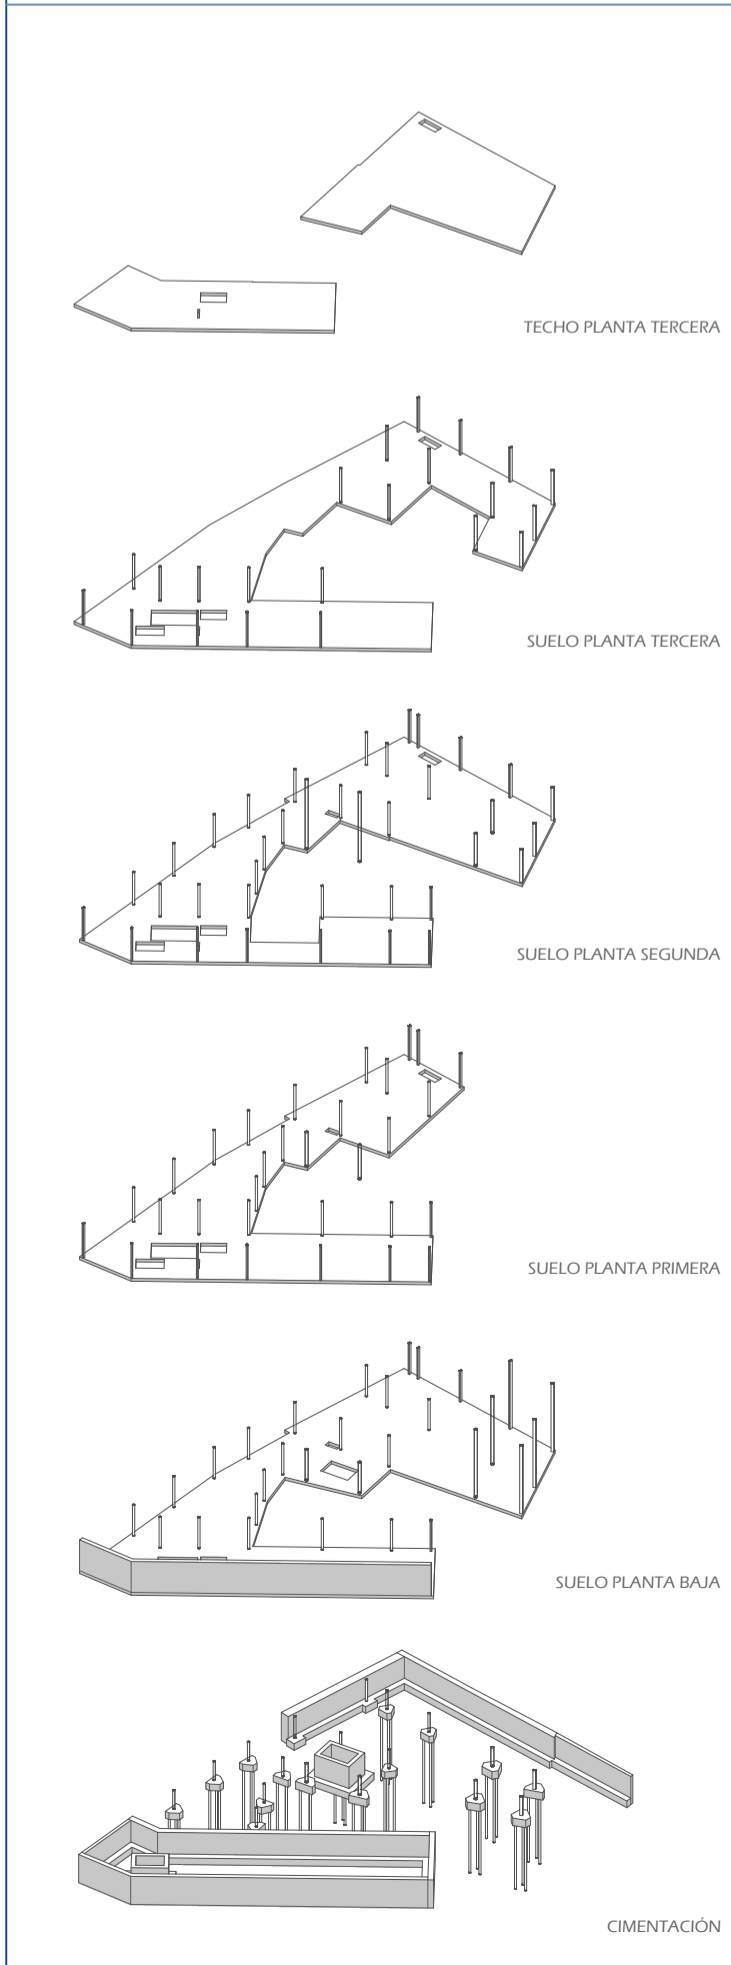 TECHO PLANTA TERCERA
SUELO PLANTA TERCERA
SUELO PLANTA SEGUNDA
SUELO PLANTA PRIMERA
SUELO PLANTA BAJA
CIMENTACIÓN